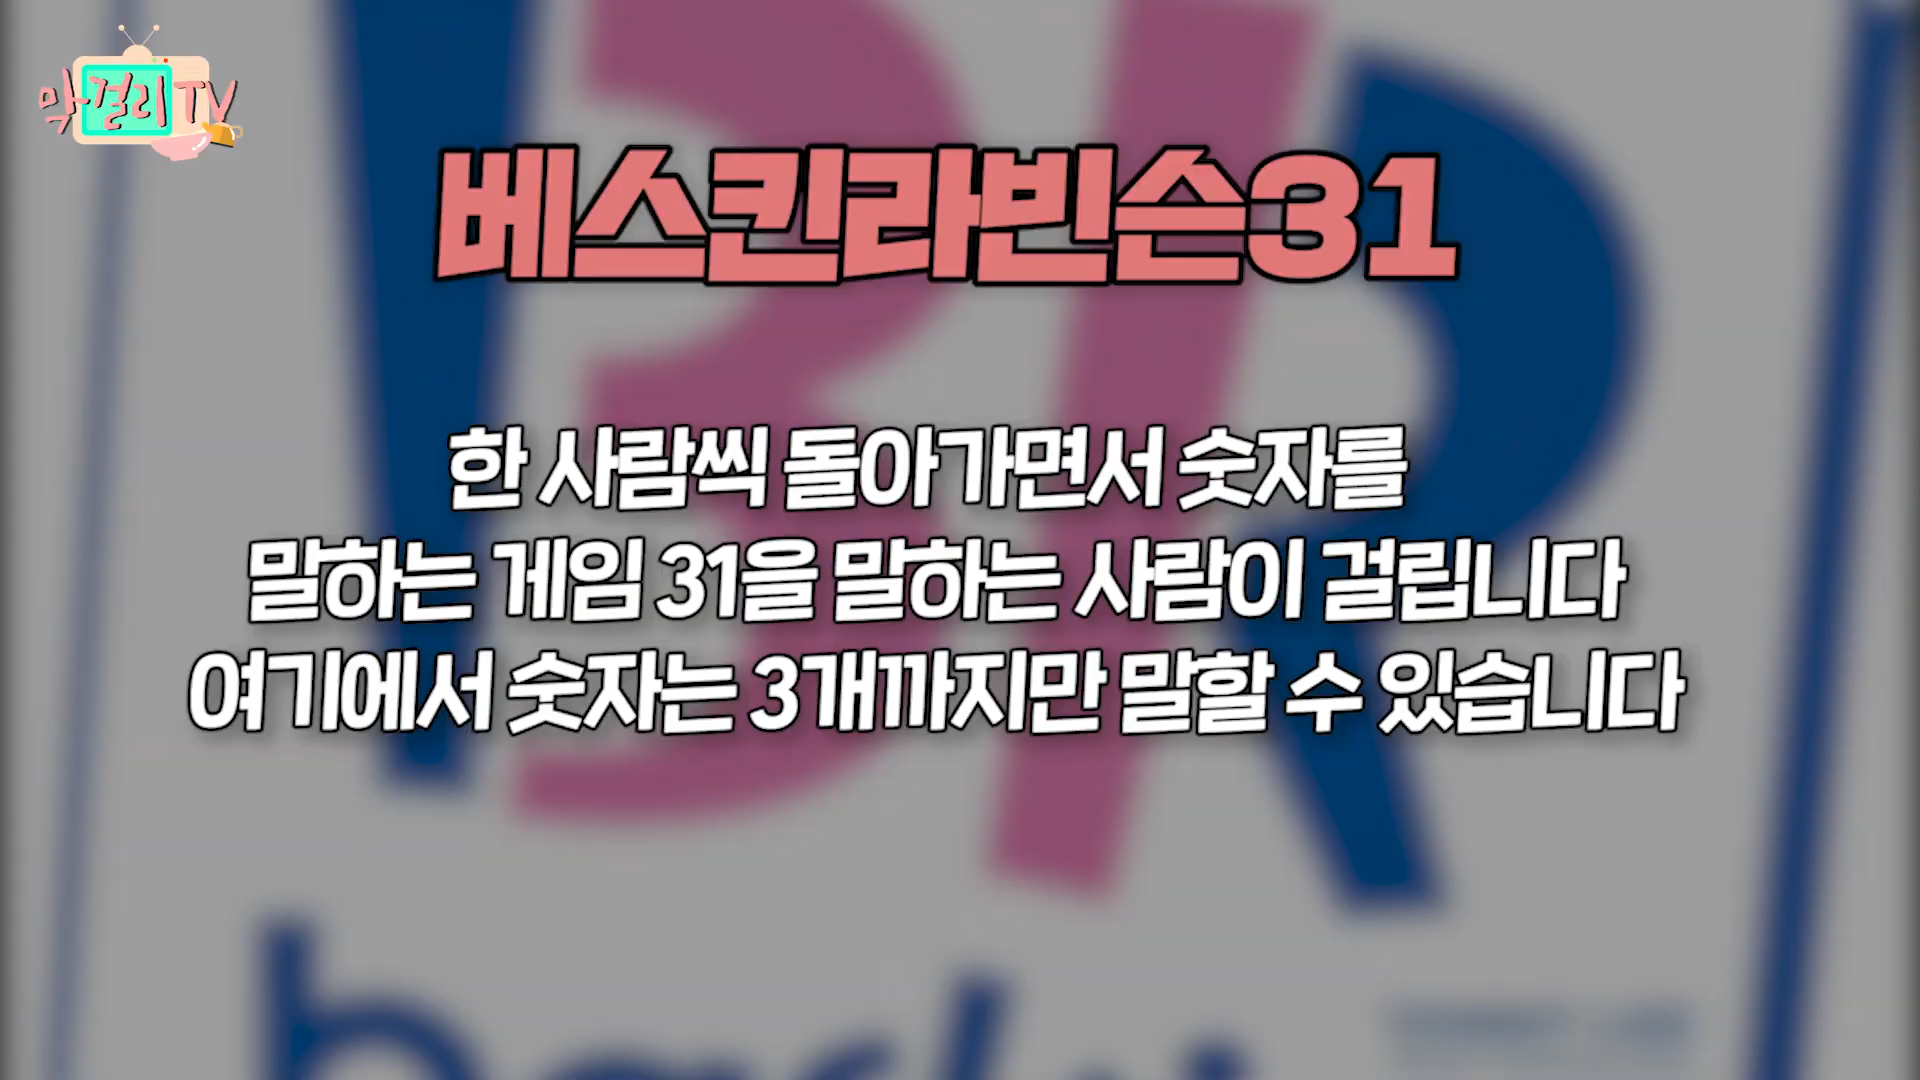 막걸리TV
베스킨라빈손31
한 사람씩 돌아가면서 숫자를
말하는 게임 31을 말하는 사람이 걸립니다
여기에서 숫자는 3개까지만 말할 수 있습니다